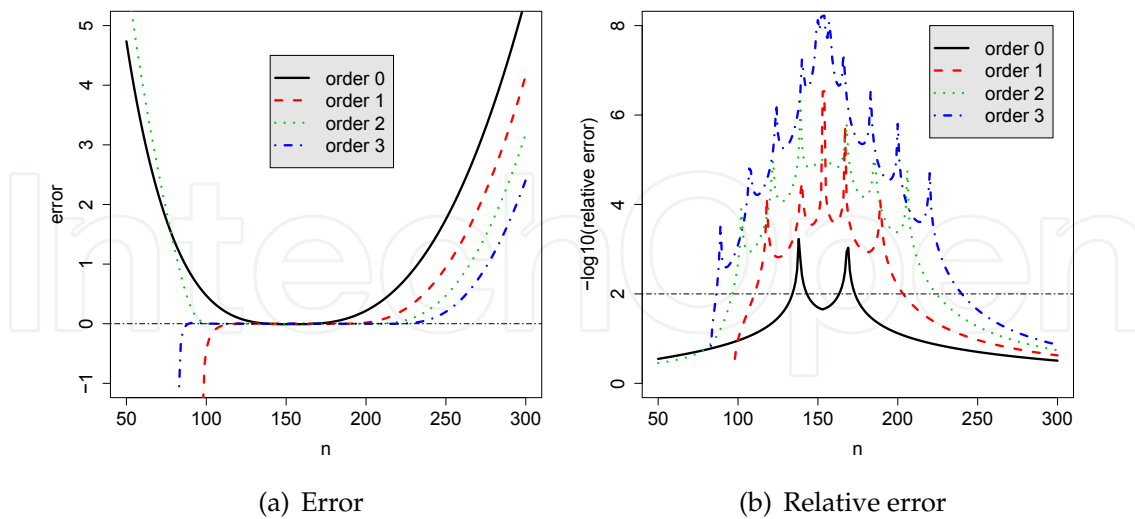 error
5
4
3
2
1
0
−1
order 0
order 1
order 2
order 3
50
100
150
200
250
300
n
(a) Error
−log10(relative error)
8
6
4
2
0
order 0
order 1
order 2
order 3
50
100
150
200
250
300
n
(b) Relative error
IntechOpen